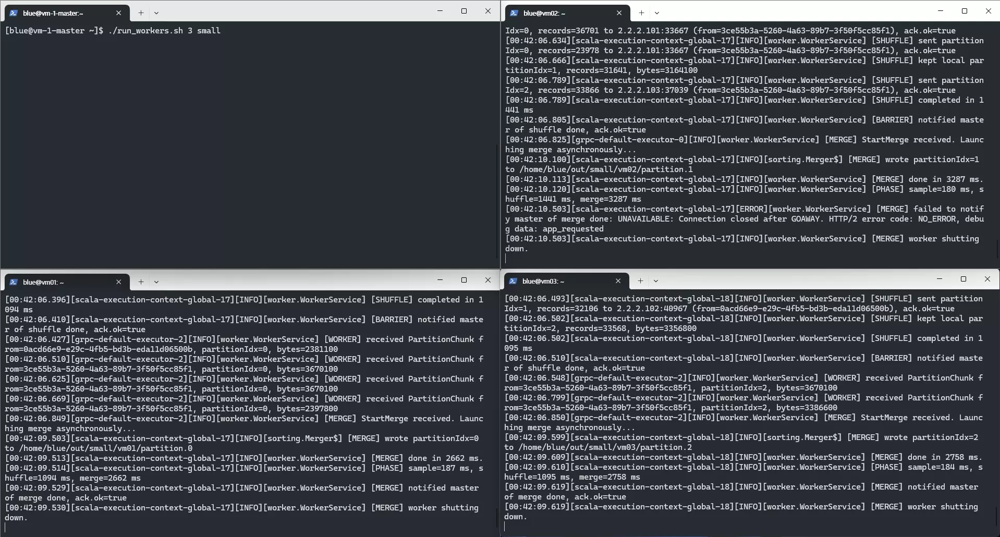 blue@vm-1-master:~
[blue@vm-1-master ~]$ ./run_workers.sh 3 small
blue@vm02: ~
Idx=0, records=36701 to 2.2.2.101:33667 (from=3ce55b3a-5260-4a63-89b7-3f50f5cc85f1), ack.ok=true
[00:42:06.634][scala-execution-context-global-17][INFO][worker.WorkerService] [SHUFFLE] sent partition
Idx=0, records=23978 to 2.2.2.101:33667 (from=3ce55b3a-5260-4a63-89b7-3f50f5cc85f1), ack.ok=true
[00:42:06.666][scala-execution-context-global-17][INFO][worker.WorkerService] [SHUFFLE] kept local par
titionIdx=1, records=31641, bytes=3164100
[00:42:06.789][scala-execution-context-global-17][INFO][worker.WorkerService] [SHUFFLE] sent partition
Idx=2, records=33866 to 2.2.2.103:37039 (from=3ce55b3a-5260-4a63-89b7-3f50f5cc85f1), ack.ok=true
[00:42:06.789][scala-execution-context-global-17][INFO][worker.WorkerService] [SHUFFLE] completed in 1
441 ms
[00:42:06.805][scala-execution-context-global-17][INFO][worker.WorkerService] [BARRIER] notified maste
r of shuffle done, ack.ok=true
[00:42:06.825][grpc-default-executor-0][INFO][worker.WorkerService] [MERGE] StartMerge received. Launc
hing merge asynchronously...
[00:42:10.100][scala-execution-context-global-17][INFO][sorting.Merger$] [MERGE] wrote partitionIdx=1
to /home/blue/out/small/vm02/partition.1
[00:42:10.113][scala-execution-context-global-17][INFO][worker.WorkerService] [MERGE] done in 3287 ms.
[00:42:10.120][scala-execution-context-global-17][INFO][worker.WorkerService] [PHASE] sample=180 ms, s
huffle=1441 ms, merge=3287 ms
[00:42:10.503][scala-execution-context-global-17][ERROR][worker.WorkerService] [MERGE] failed to notif
y master of merge done: UNAVAILABLE: Connection closed after GOAWAY. HTTP/2 error code: NO_ERROR, debu
g data: app_requested
[00:42:10.503][scala-execution-context-global-17][INFO][worker.WorkerService] [MERGE] worker shutting
down.
blue@vm01: ~
[00:42:06.396][scala-execution-context-global-17][INFO][worker.WorkerService] [SHUFFLE] completed in 1
094 ms
[00:42:06.410][scala-execution-context-global-17][INFO][worker.WorkerService] [BARRIER] notified maste
r of shuffle done, ack.ok=true
[00:42:06.427][grpc-default-executor-2][INFO][worker.WorkerService] [WORKER] received PartitionChunk f
rom=0acd66e9-e29c-4fb5-bd3b-eda11d06500b, partitionIdx=0, bytes=2381100
[00:42:06.510][grpc-default-executor-2][INFO][worker.WorkerService] [WORKER] received PartitionChunk f
rom=3ce55b3a-5260-4a63-89b7-3f50f5cc85f1, partitionIdx=0, bytes=3670100
[00:42:06.625][grpc-default-executor-2][INFO][worker.WorkerService] [WORKER] received PartitionChunk f
rom=3ce55b3a-5260-4a63-89b7-3f50f5cc85f1, partitionIdx=0, bytes=3670100
[00:42:06.669][grpc-default-executor-2][INFO][worker.WorkerService] [WORKER] received PartitionChunk f
rom=3ce55b3a-5260-4a63-89b7-3f50f5cc85f1, partitionIdx=0, bytes=2397800
[00:42:06.849][grpc-default-executor-2][INFO][worker.WorkerService] [MERGE] StartMerge received. Launc
hing merge asynchronously...
[00:42:09.503][scala-execution-context-global-17][INFO][sorting.Merger$] [MERGE] wrote partitionIdx=0
to /home/blue/out/small/vm01/partition.0
[00:42:09.513][scala-execution-context-global-17][INFO][worker.WorkerService] [MERGE] done in 2662 ms.
[00:42:09.514][scala-execution-context-global-17][INFO][worker.WorkerService] [PHASE] sample=187 ms, s
huffle=1094 ms, merge=2662 ms
[00:42:09.529][scala-execution-context-global-17][INFO][worker.WorkerService] [MERGE] notified master
of merge done, ack.ok=true
[00:42:09.530][scala-execution-context-global-17][INFO][worker.WorkerService] [MERGE] worker shutting
down.
blue@vm03: ~
[00:42:06.493][scala-execution-context-global-18][INFO][worker.WorkerService] [SHUFFLE] sent partition
Idx=1, records=32106 to 2.2.2.102:40967 (from=0acd66e9-e29c-4fb5-bd3b-eda11d06500b), ack.ok=true
[00:42:06.502][scala-execution-context-global-18][INFO][worker.WorkerService] [SHUFFLE] kept local par
titionIdx=2, records=33568, bytes=3356800
[00:42:06.502][scala-execution-context-global-18][INFO][worker.WorkerService] [SHUFFLE] completed in 1
095 ms
[00:42:06.510][scala-execution-context-global-18][INFO][worker.WorkerService] [BARRIER] notified maste
r of shuffle done, ack.ok=true
[00:42:06.548][grpc-default-executor-2][INFO][worker.WorkerService] [WORKER] received PartitionChunk f
rom=3ce55b3a-5260-4a63-89b7-3f50f5cc85f1, partitionIdx=2, bytes=3670100
[00:42:06.799][grpc-default-executor-2][INFO][worker.WorkerService] [WORKER] received PartitionChunk f
rom=3ce55b3a-5260-4a63-89b7-3f50f5cc85f1, partitionIdx=2, bytes=3386600
[00:42:06.850][grpc-default-executor-2][INFO][worker.WorkerService] [MERGE] StartMerge received. Launc
hing merge asynchronously...
[00:42:09.599][scala-execution-context-global-18][INFO][sorting.Merger$] [MERGE] wrote partitionIdx=2
to /home/blue/out/small/vm03/partition.2
[00:42:09.609][scala-execution-context-global-18][INFO][worker.WorkerService] [MERGE] done in 2758 ms.
[00:42:09.610][scala-execution-context-global-18][INFO][worker.WorkerService] [PHASE] sample=184 ms, s
huffle=1095 ms, merge=2758 ms
[00:42:09.619][scala-execution-context-global-18][INFO][worker.WorkerService] [MERGE] notified master
of merge done, ack.ok=true
[00:42:09.619][scala-execution-context-global-18][INFO][worker.WorkerService] [MERGE] worker shutting
down.